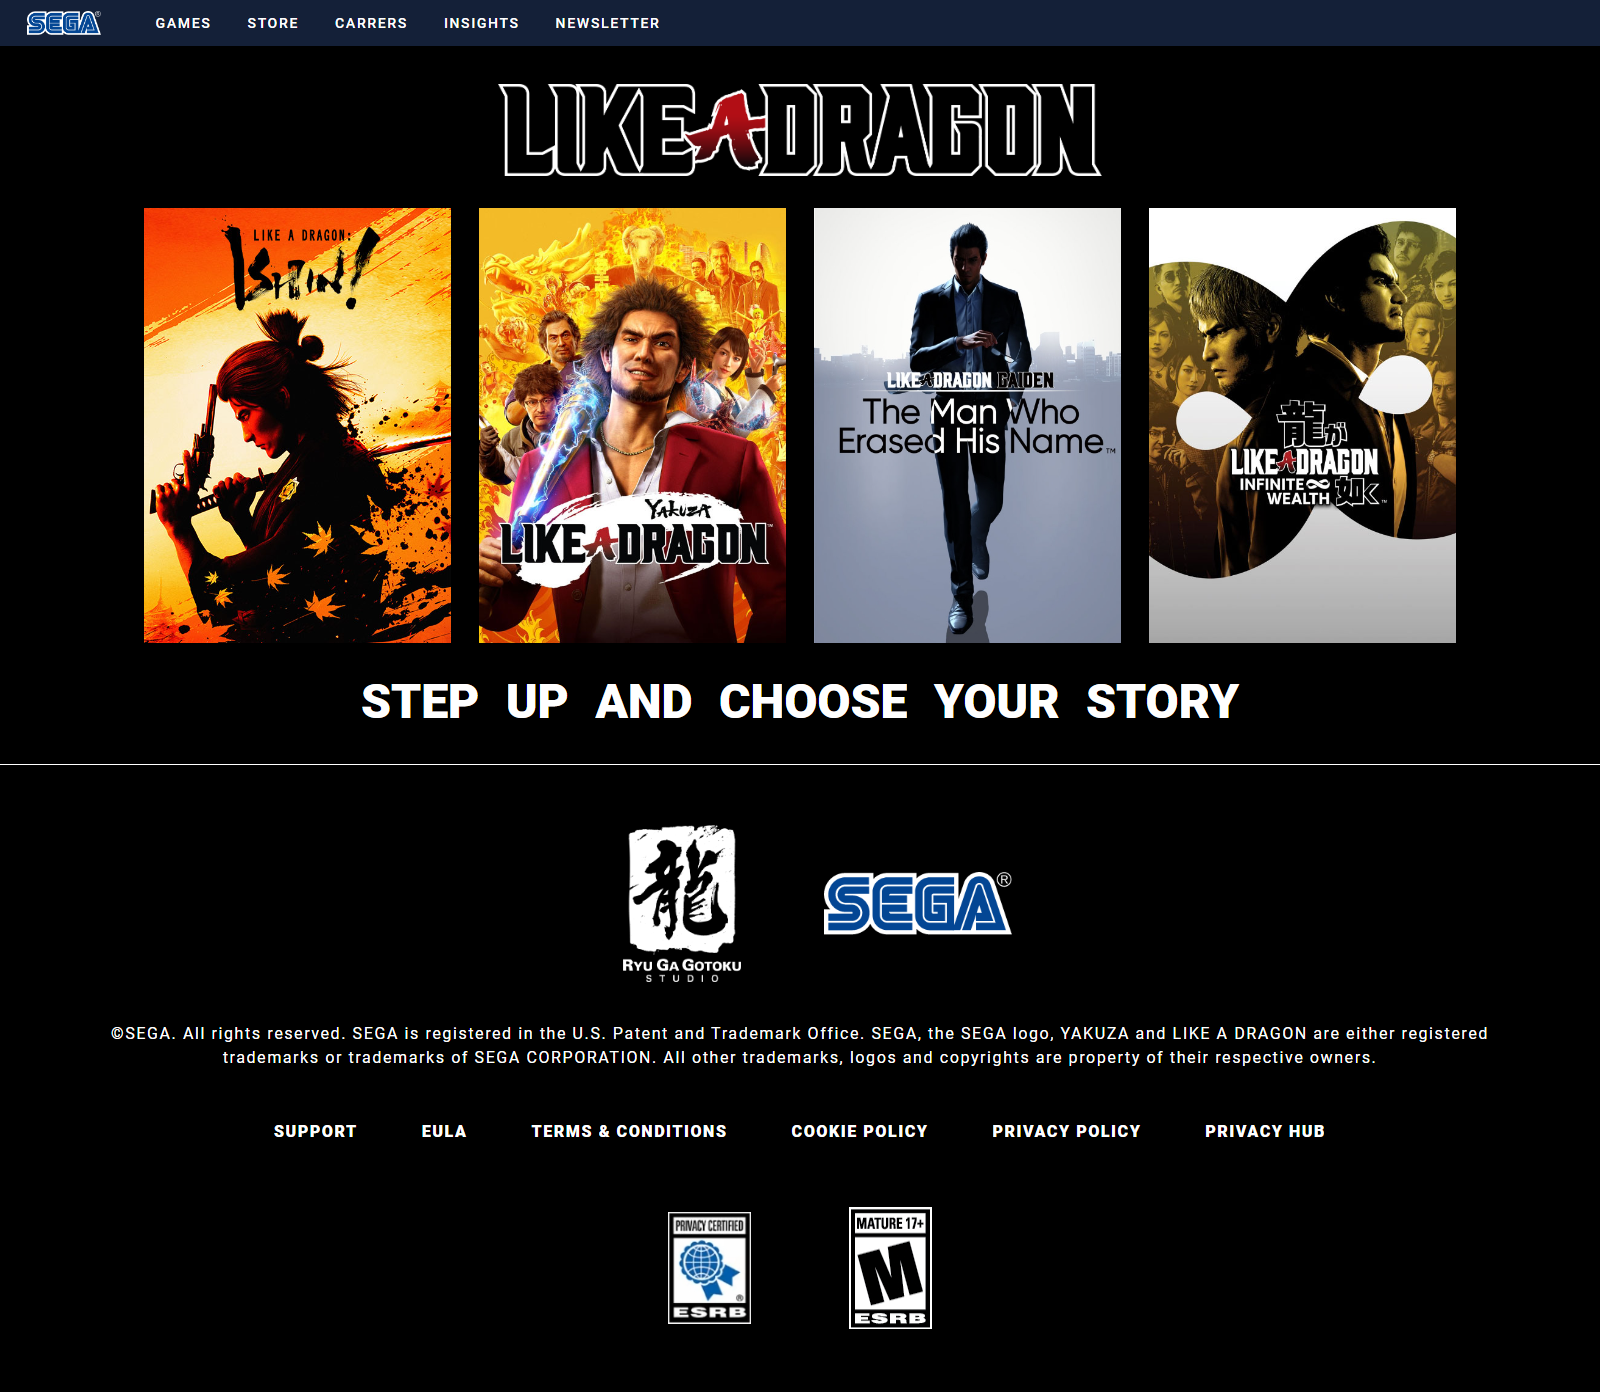 SEGA®
GAMES STORE CARRERS INSIGHTS NEWSLETTER
LIKE A DRAGON
LIKE A DRAGON:
ISHIN!
YAKUZA
LIKE A DRAGON™
LIKE A DRAGON GAIDEN
The Man Who
Erased His Name™
龍が
LIKE A DRAGON
INFINITE∞
WEALTH 如く™
STEP UP AND CHOOSE YOUR STORY
龍
RYU GA GOTOKU
STUDIO
SEGA®
©SEGA. All rights reserved. SEGA is registered in the U.S. Patent and Trademark Office. SEGA, the SEGA logo, YAKUZA and LIKE A DRAGON are either registered
trademarks or trademarks of SEGA CORPORATION. All other trademarks, logos and copyrights are property of their respective owners.
SUPPORT EULA TERMS & CONDITIONS COOKIE POLICY PRIVACY POLICY PRIVACY HUB
PRIVACY CERTIFIED
®
ESRB
MATURE 17+
M
ESRB